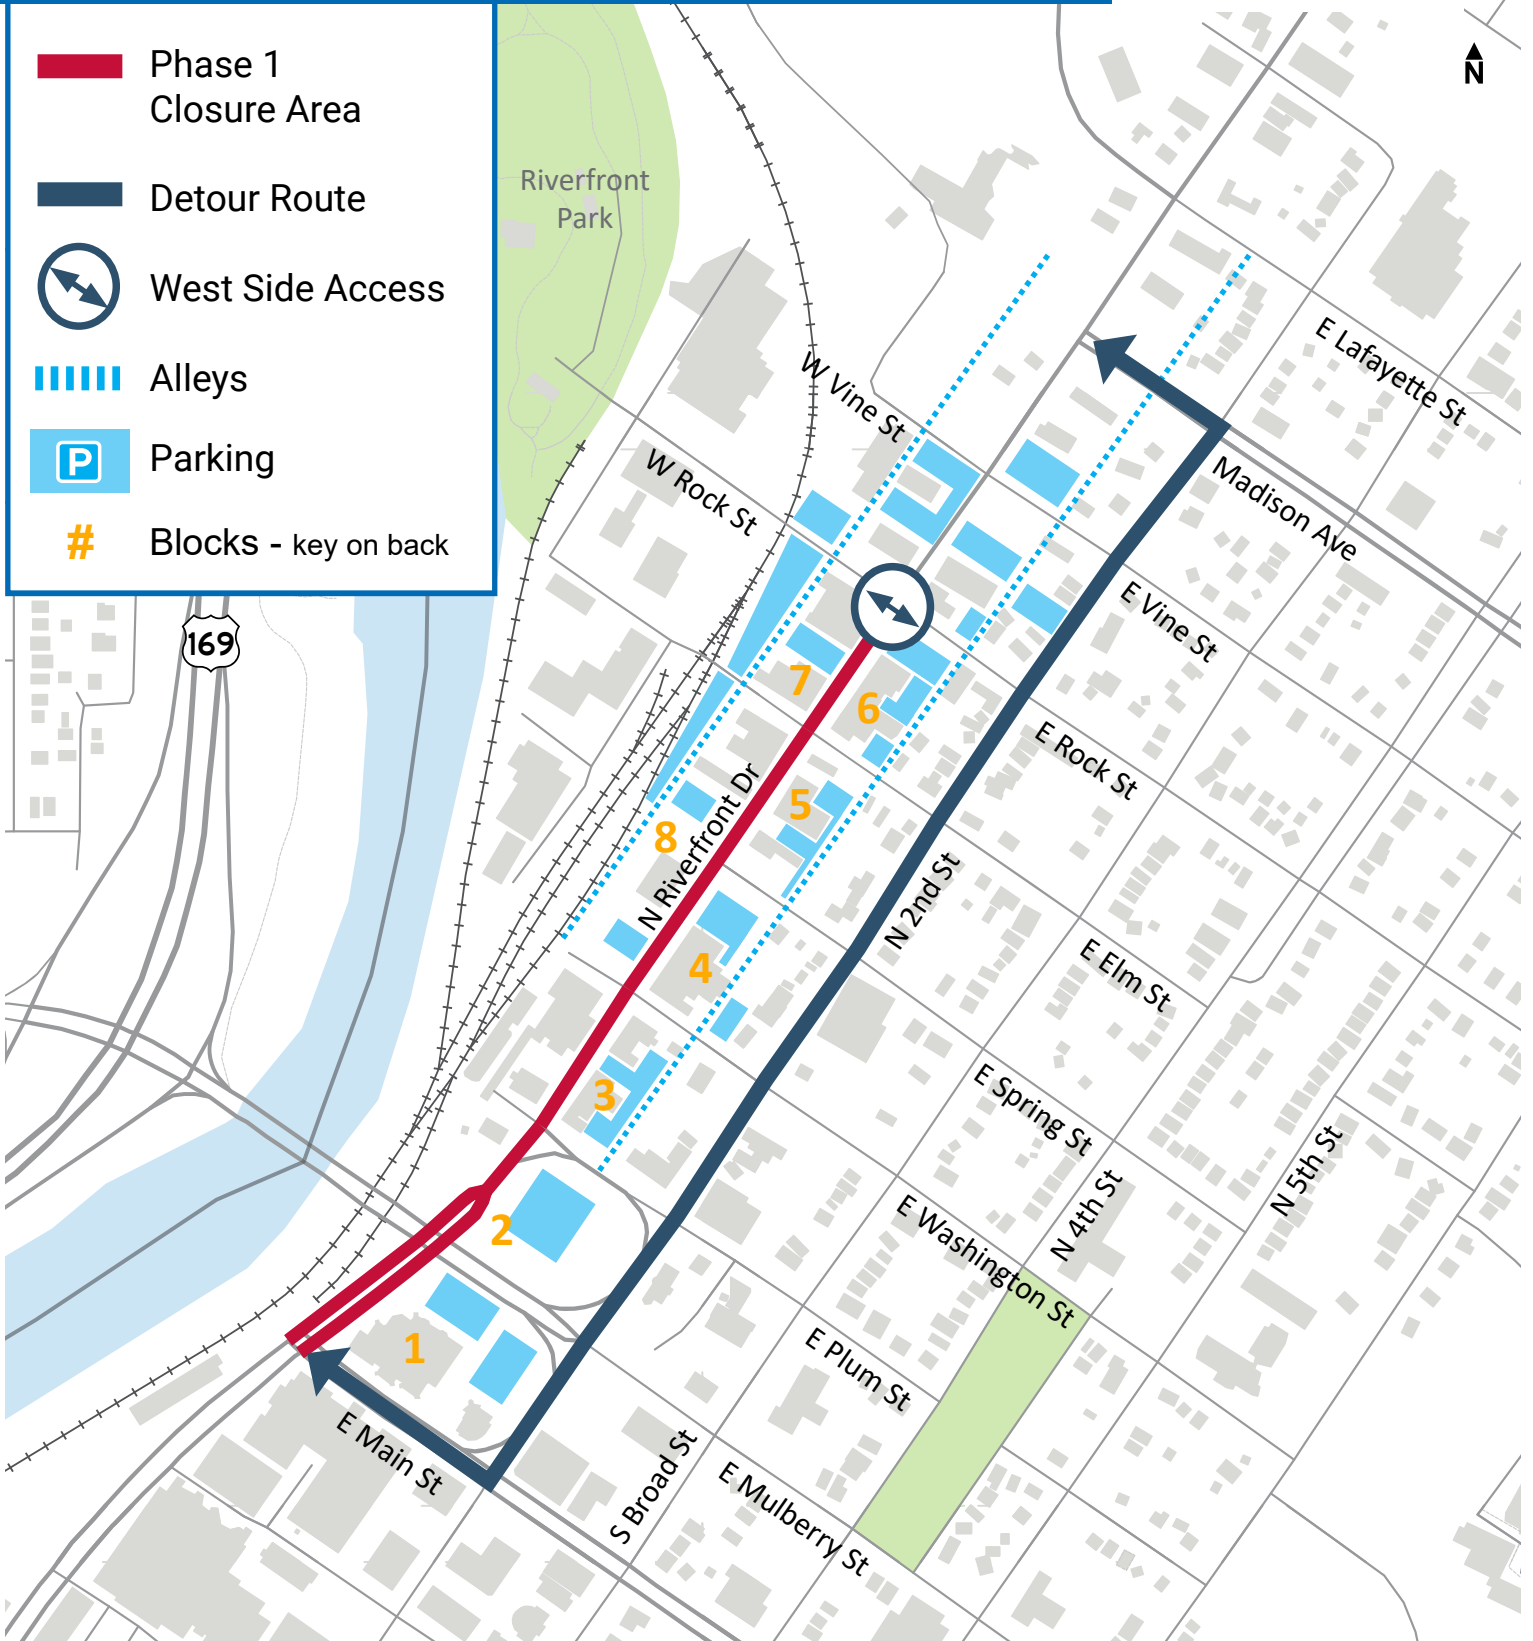 Phase 1
Closure Area
Detour Route
West Side Access
Alleys
P
Parking
#
Blocks - key on back
N
Riverfront
Park
169
W Vine St
W Rock St
E Lafayette St
Madison Ave
E Vine St
E Rock St
7
6
5
8
N Riverfront Dr
N 2nd St
4
E Elm St
3
E Spring St
N 5th St
N 4th St
2
E Washington St
1
E Plum St
E Main St
S Broad St
E Mulberry St